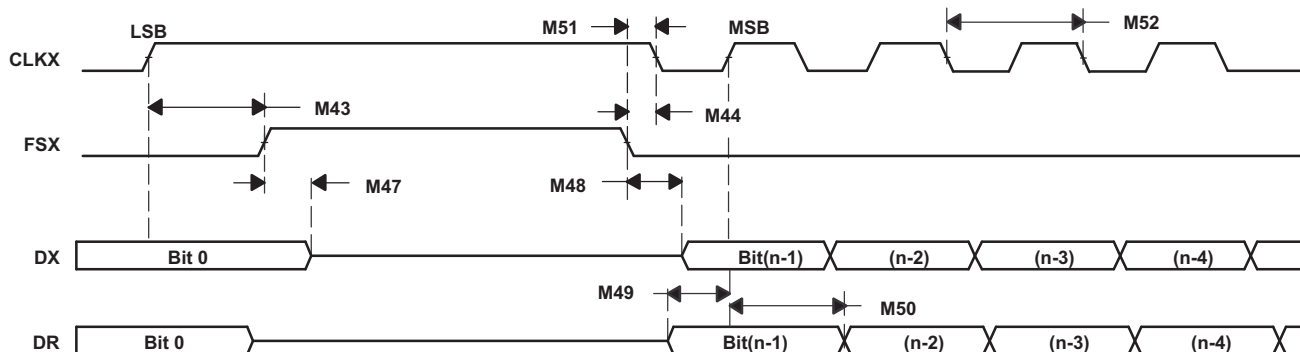 LSB M51 MSB M52
CLKX
M43 M44
FSX
M47 M48
DX Bit 0 Bit(n-1) (n-2) (n-3) (n-4)
M49 M50
DR Bit 0 Bit(n-1) (n-2) (n-3) (n-4)